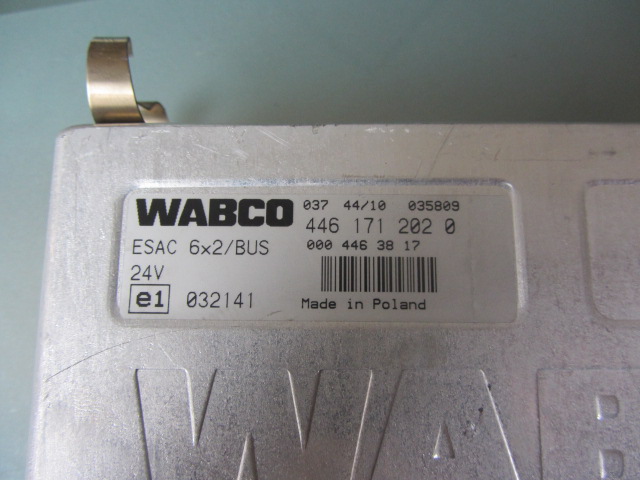 WABCO
037 44/10 035809
446 171 202 0
ESAC 6x2/BUS
000 446 38 17
24V
e1 032141
Made in Poland
WAB